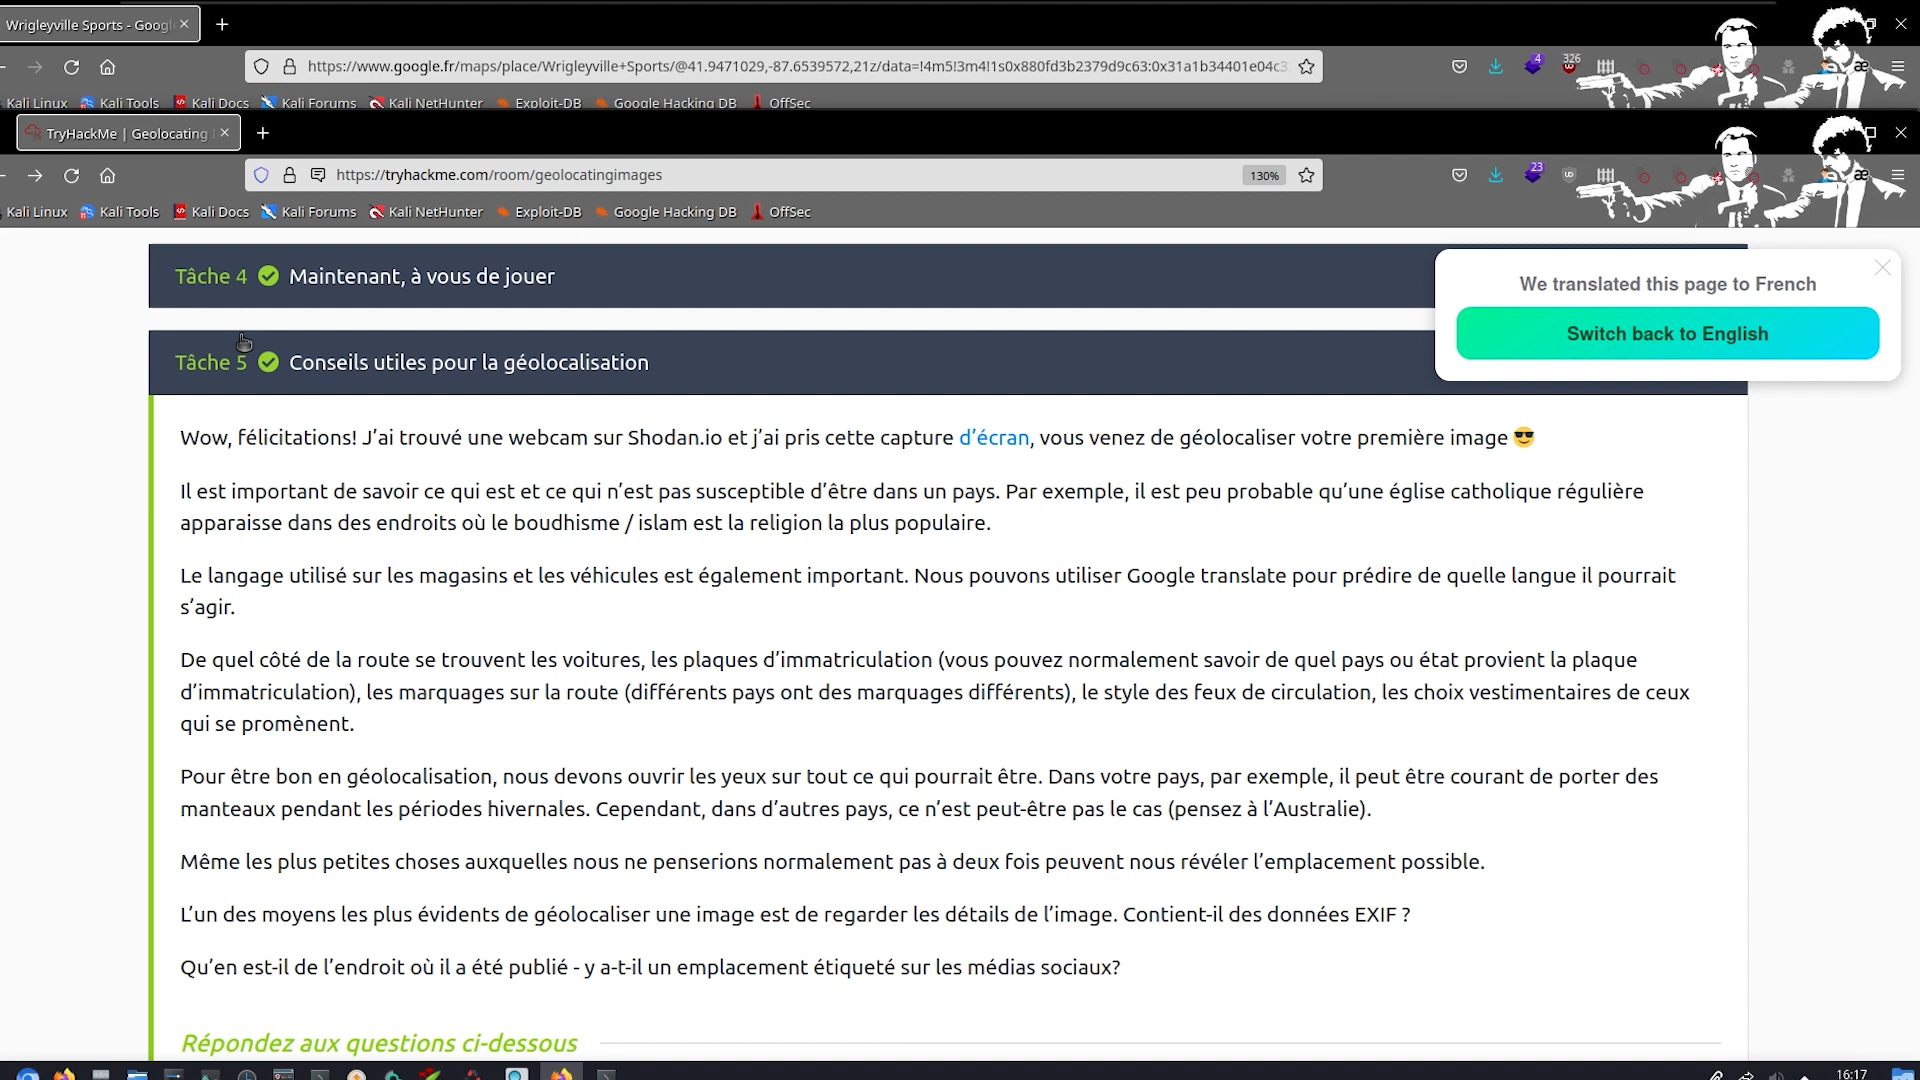 Wrigleyville Sports - Googl
https://www.google.fr/maps/place/Wrigleyville+Sports/@41.9471029,-87.6539572,21z/data=!4m5!3m4!1s0x880fd3b2379d9c63:0x31a1b34401e04c3
4
326
Kali Linux Kali Tools Kali Docs Kali Forums Kali NetHunter Exploit-DB Google Hacking DB OffSec
TryHackMe | Geolocating
https://tryhackme.com/room/geolocatingimages 130%
23
Kali Linux Kali Tools Kali Docs Kali Forums Kali NetHunter Exploit-DB Google Hacking DB OffSec
Tâche 4 Maintenant, à vous de jouer
We translated this page to French
Switch back to English
Tâche 5 Conseils utiles pour la géolocalisation
Wow, félicitations! J’ai trouvé une webcam sur Shodan.io et j’ai pris cette capture d’écran, vous venez de géolocaliser votre première image 😎
Il est important de savoir ce qui est et ce qui n’est pas susceptible d’être dans un pays. Par exemple, il est peu probable qu’une église catholique régulière
apparaisse dans des endroits où le boudhisme / islam est la religion la plus populaire.
Le langage utilisé sur les magasins et les véhicules est également important. Nous pouvons utiliser Google translate pour prédire de quelle langue il pourrait
s’agir.
De quel côté de la route se trouvent les voitures, les plaques d’immatriculation (vous pouvez normalement savoir de quel pays ou état provient la plaque
d’immatriculation), les marquages sur la route (différents pays ont des marquages différents), le style des feux de circulation, les choix vestimentaires de ceux
qui se promènent.
Pour être bon en géolocalisation, nous devons ouvrir les yeux sur tout ce qui pourrait être. Dans votre pays, par exemple, il peut être courant de porter des
manteaux pendant les périodes hivernales. Cependant, dans d’autres pays, ce n’est peut-être pas le cas (pensez à l’Australie).
Même les plus petites choses auxquelles nous ne penserions normalement pas à deux fois peuvent nous révéler l’emplacement possible.
L’un des moyens les plus évidents de géolocaliser une image est de regarder les détails de l’image. Contient-il des données EXIF ?
Qu’en est-il de l’endroit où il a été publié - y a-t-il un emplacement étiqueté sur les médias sociaux?
Répondez aux questions ci-dessous
16:17